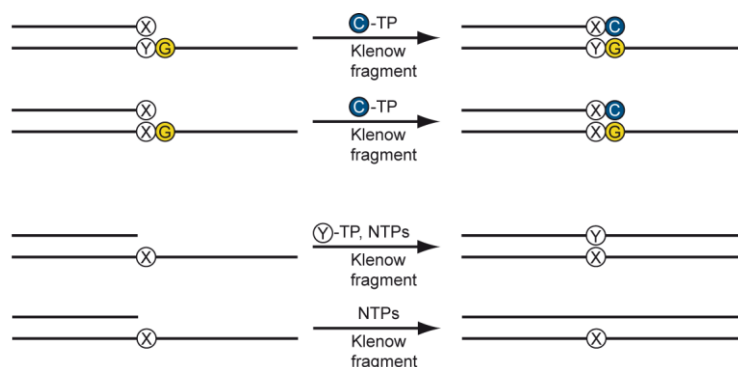 X
C-TP
X C
Y G
Klenow
fragment
Y G
X
C-TP
X C
X G
Klenow
fragment
X G
Y-TP, NTPs
Y
X
Klenow
fragment
X
NTPs
X
Klenow
fragment
X